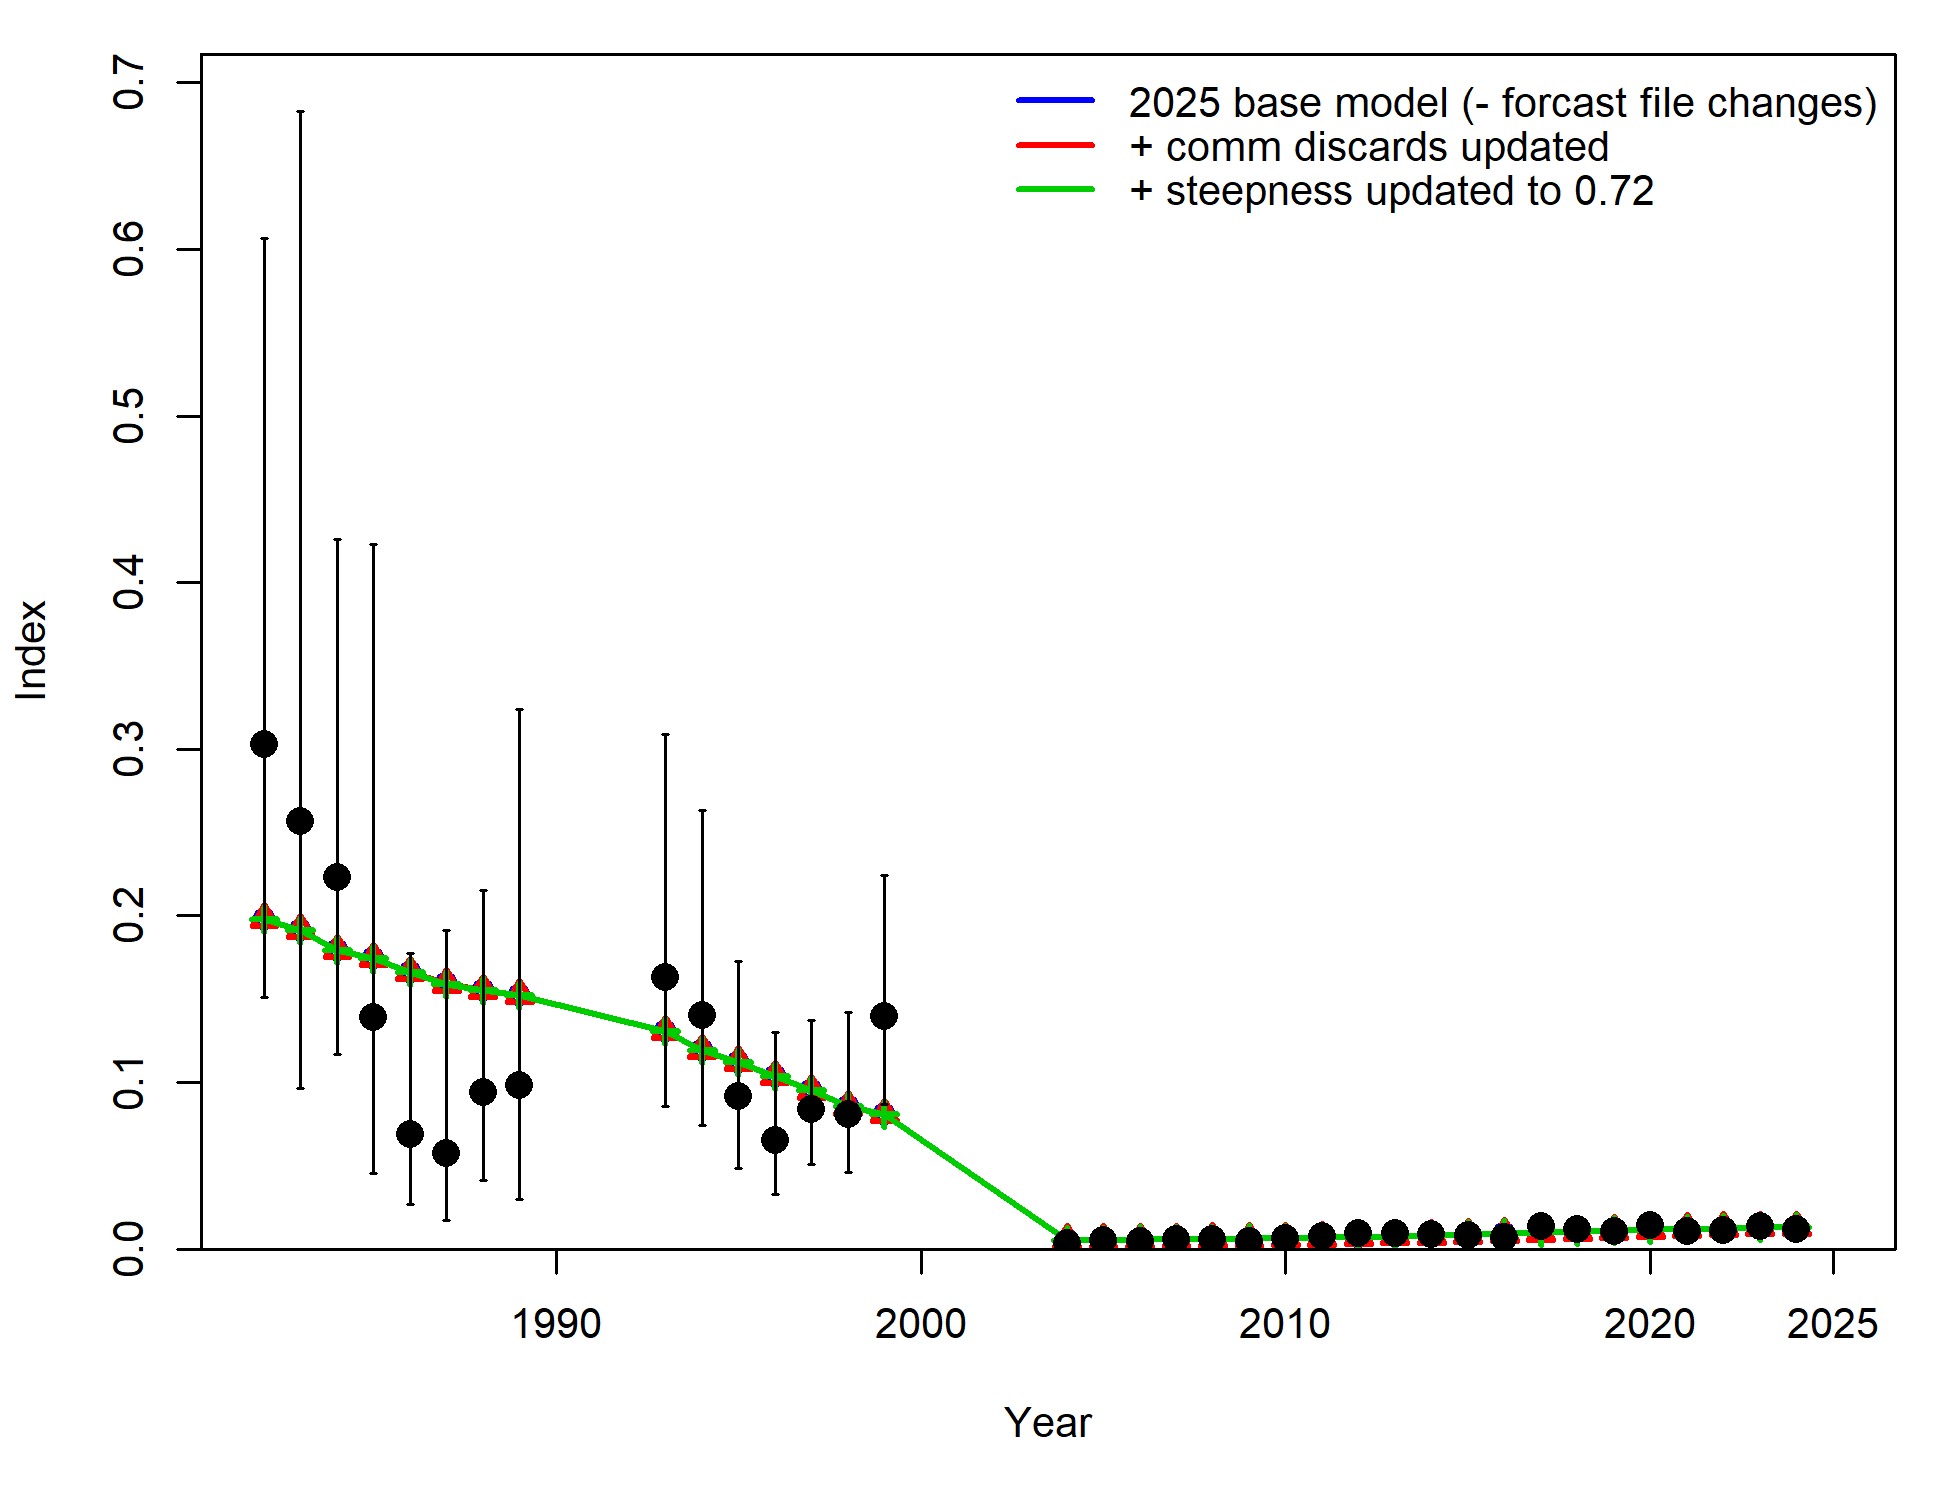 2025 base model (- forcast file changes)
+ comm discards updated
+ steepness updated to 0.72
0.7
0.6
0.5
0.4
0.3
0.2
0.1
0.0
Index
1990 2000 2010 2020 2025
Year